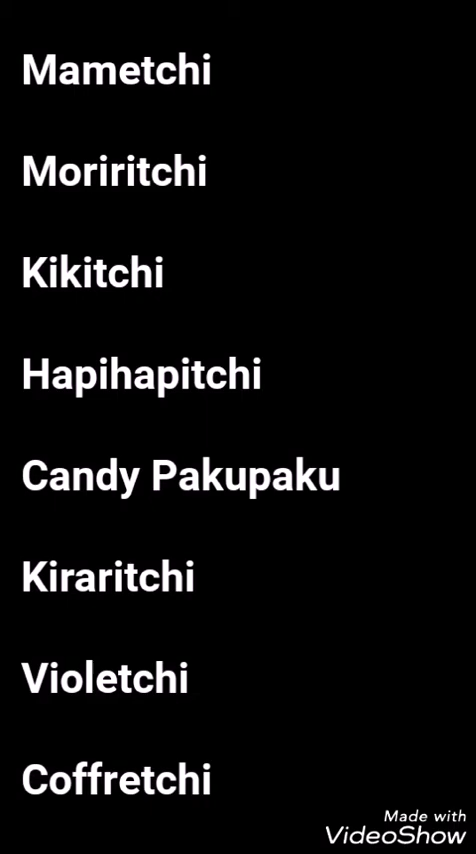 Mametchi
Moriritchi
Kikitchi
Hapihapitchi
Candy Pakupaku
Kiraritchi
Violetchi
Coffretchi
Made with
VideoShow